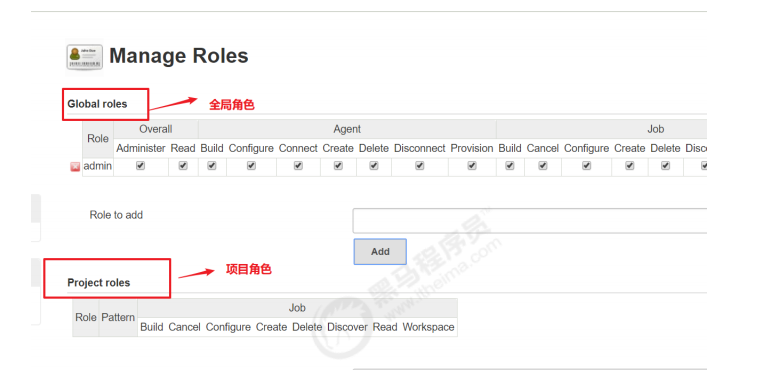 Manage Roles
Global roles
全局角色
Role Overall Agent Job
Administer Read Build Configure Connect Create Delete Disconnect Provision Build Cancel Configure Create Delete Disco
admin
Role to add
Add
黑马程序员™
www.itheima.com
项目角色
Project roles
Role Pattern Job
Build Cancel Configure Create Delete Discover Read Workspace